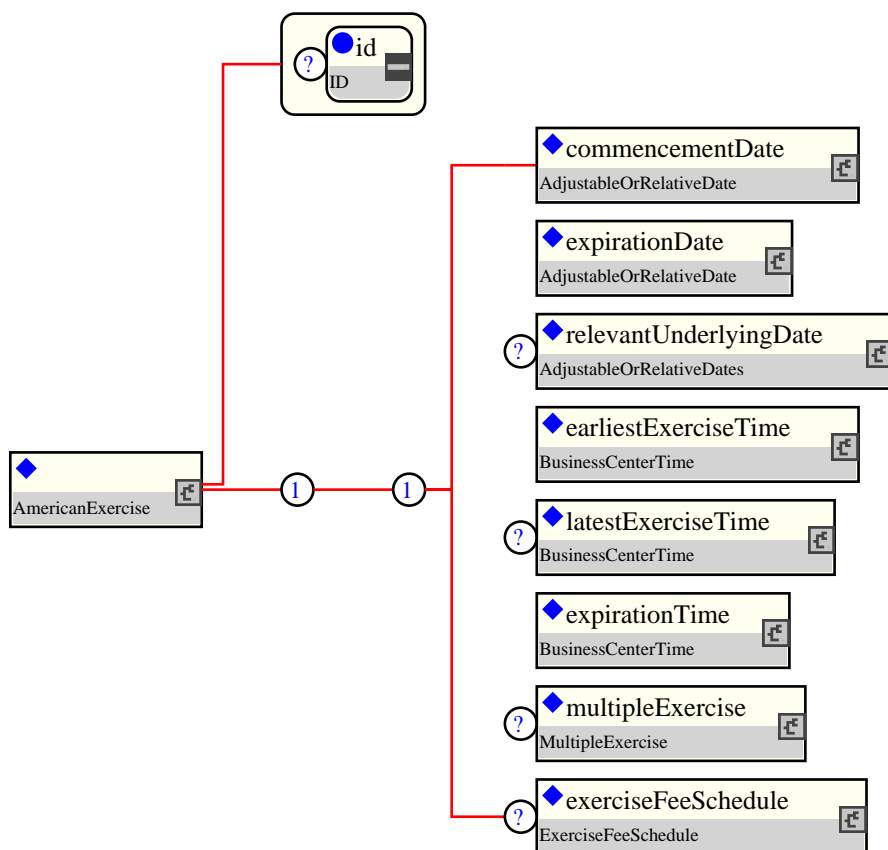 ? id
ID
commencementDate
AdjustableOrRelativeDate
expirationDate
AdjustableOrRelativeDate
? relevantUnderlyingDate
AdjustableOrRelativeDates
earliestExerciseTime
BusinessCenterTime
AmericanExercise
1 1
? latestExerciseTime
BusinessCenterTime
expirationTime
BusinessCenterTime
? multipleExercise
MultipleExercise
? exerciseFeeSchedule
ExerciseFeeSchedule